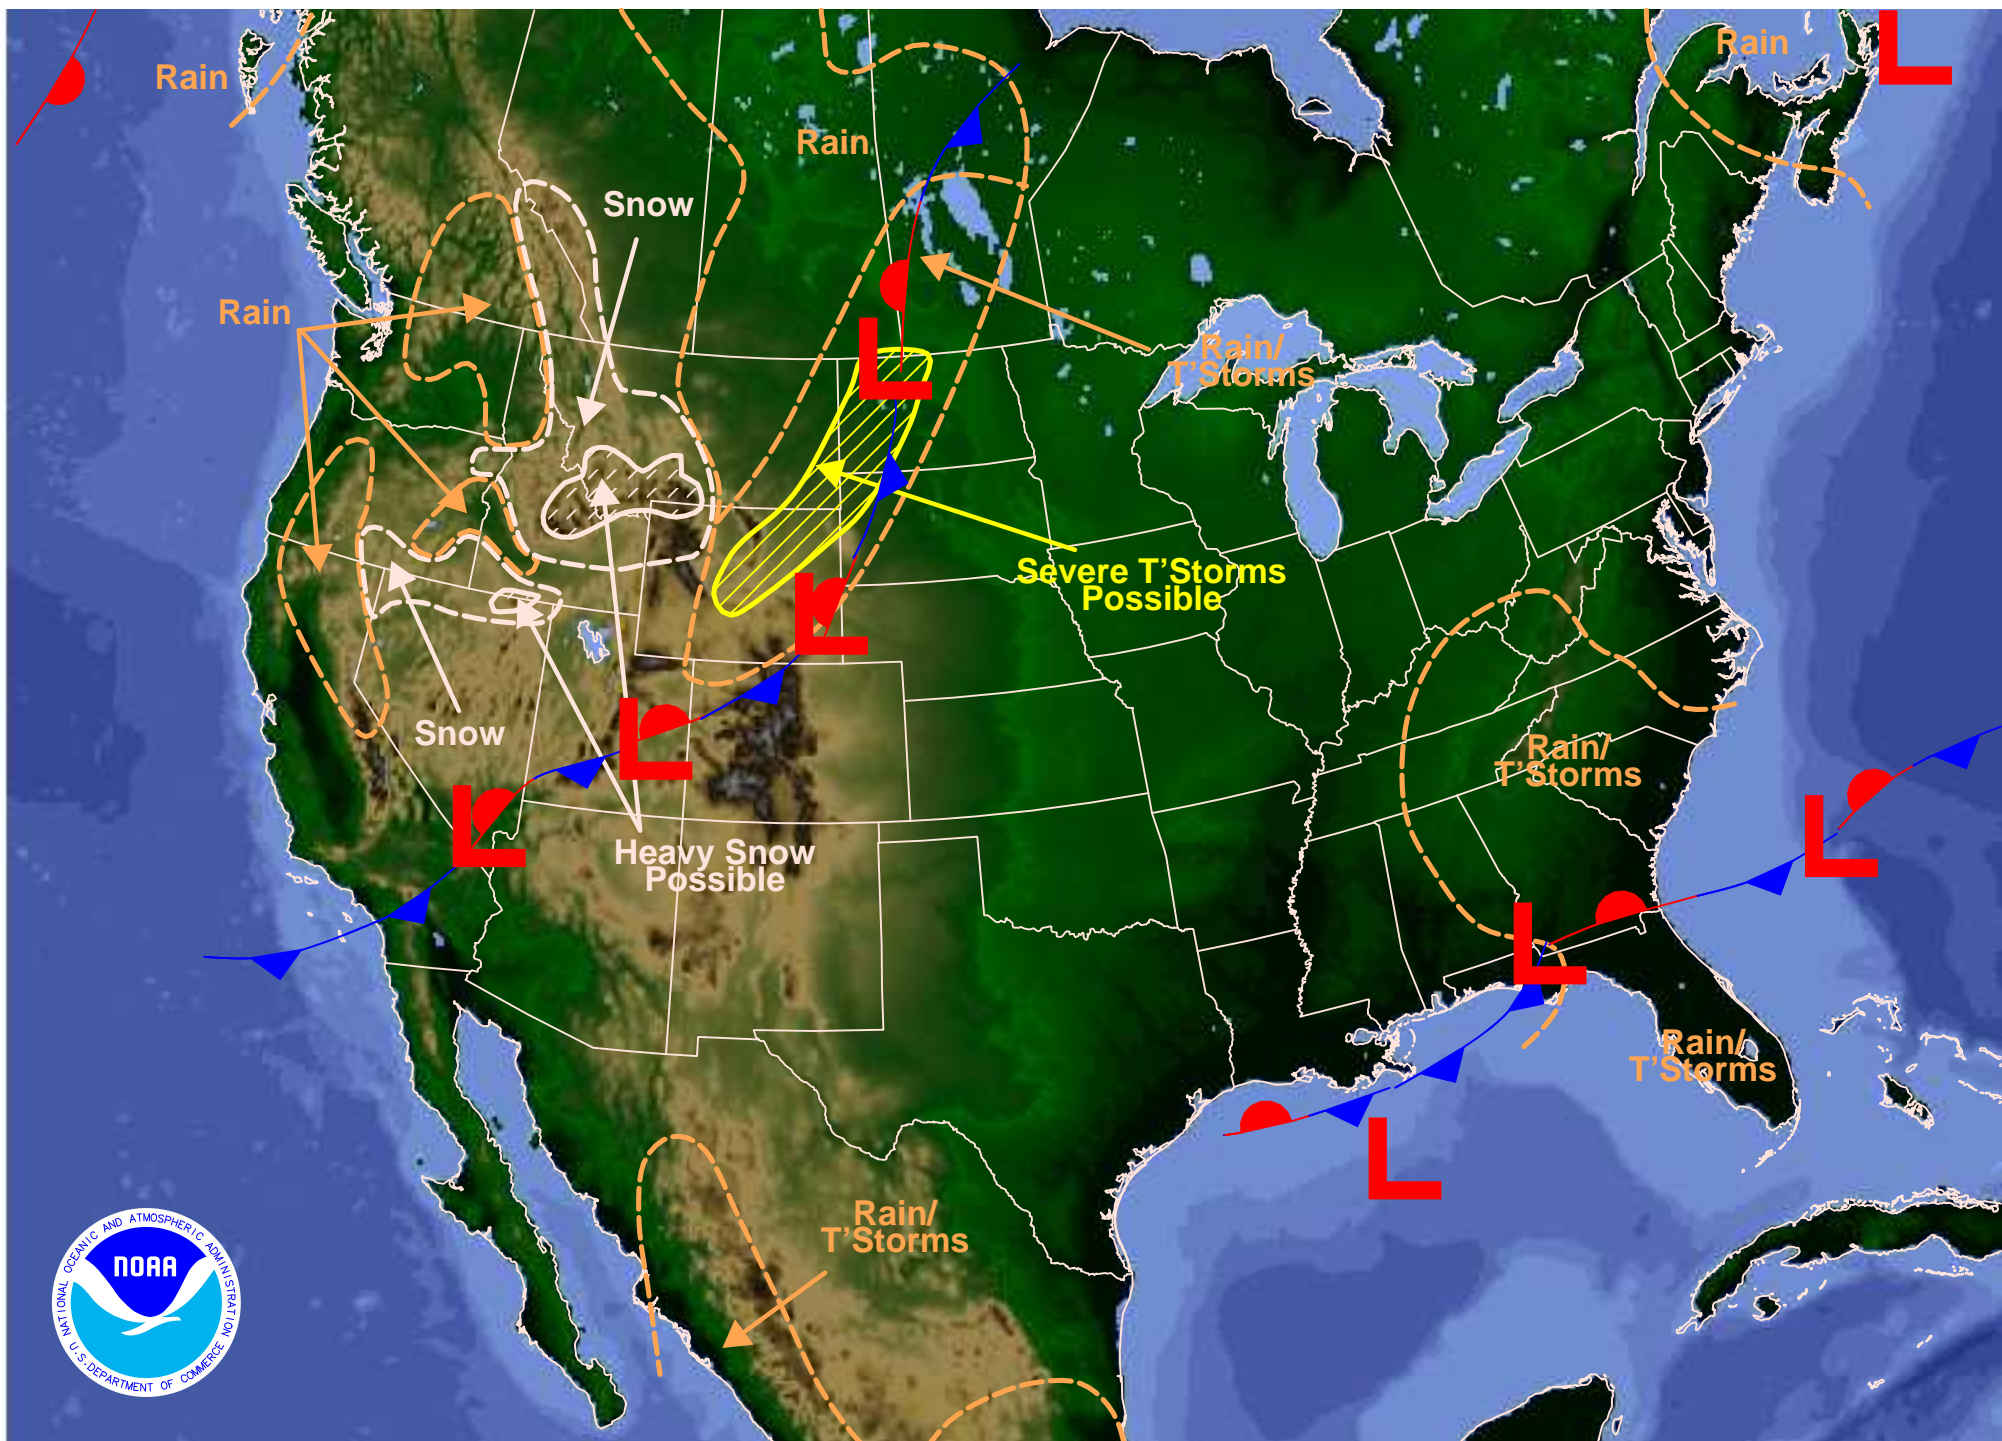 Rain
Rain
Rain
Snow
Rain
Rain/
T'Storms
Severe T'Storms
Possible
Snow
Rain/
T'Storms
Heavy Snow
Possible
Rain/
T'Storms
Rain/
T'Storms
L
L
L
L
L
L
L
L
NATIONAL OCEANIC AND ATMOSPHERIC ADMINISTRATION
NOAA
U.S. DEPARTMENT OF COMMERCE